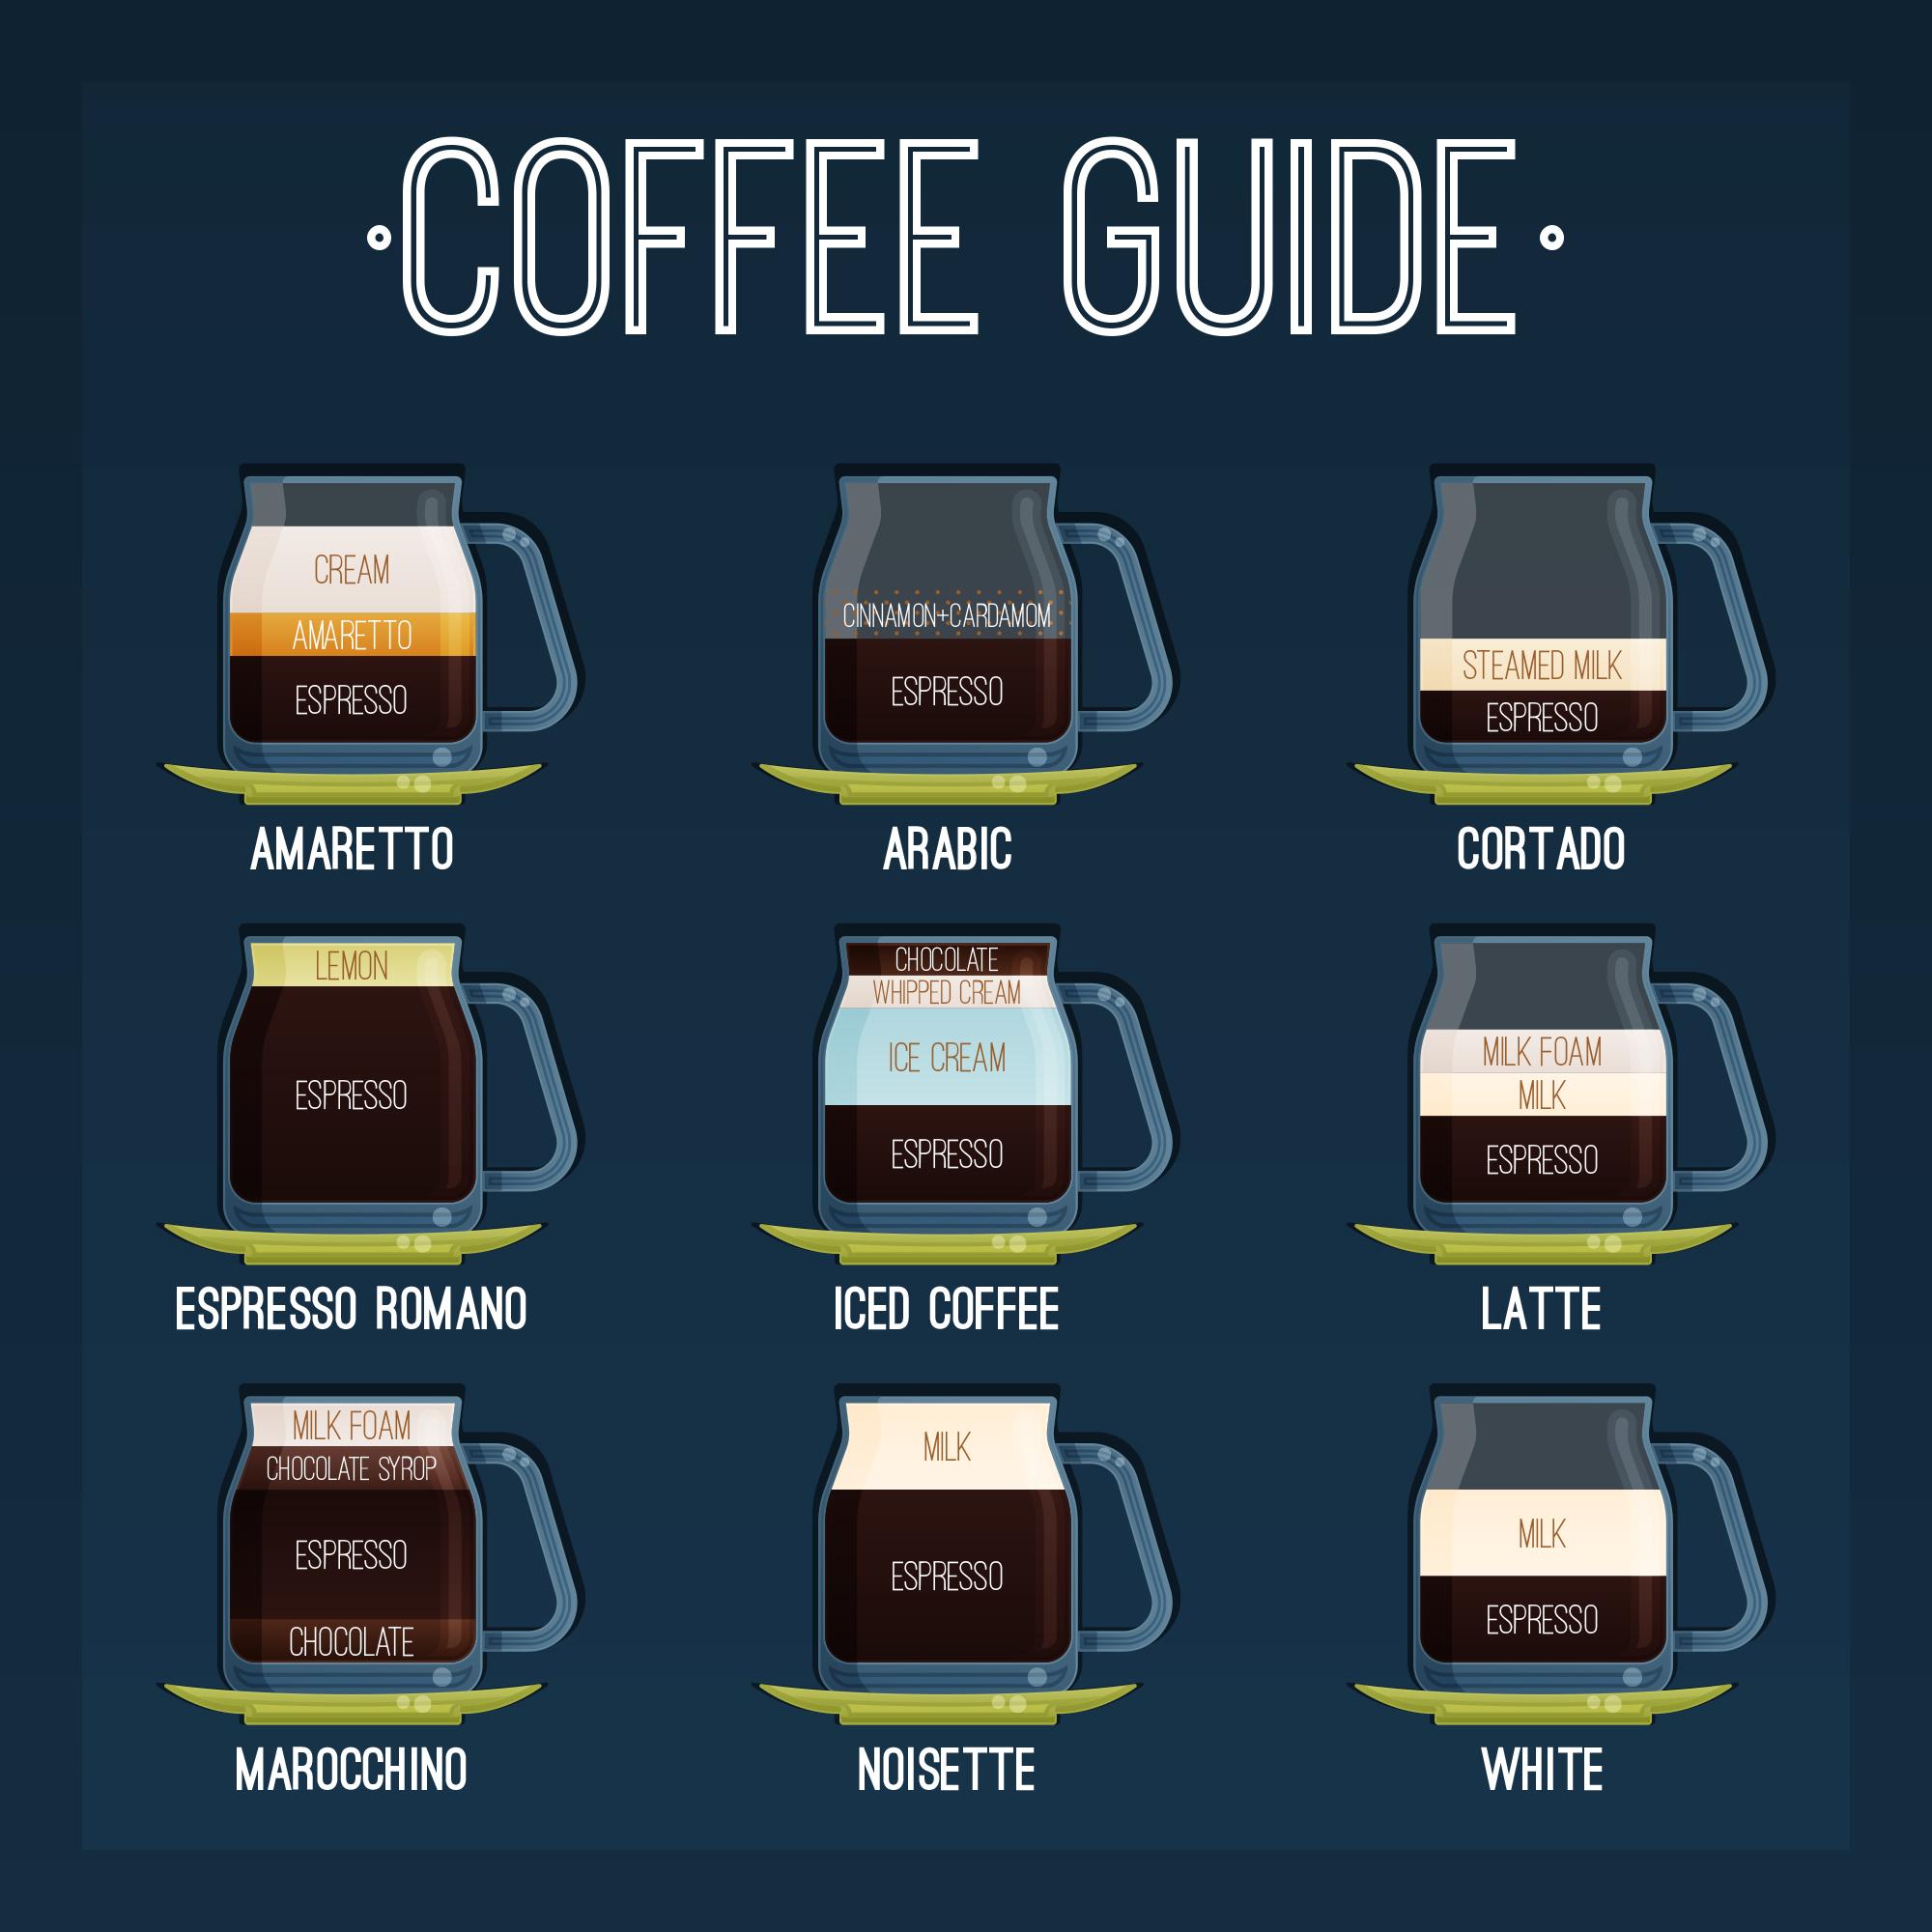 COFFEE GUIDE
CREAM
AMARETTO
ESPRESSO
AMARETTO
CINNAMON+CARDAMOM
ESPRESSO
ARABIC
STEAMED MILK
ESPRESSO
CORTADO
LEMON
ESPRESSO
ESPRESSO ROMANO
CHOCOLATE
WHIPPED CREAM
ICE CREAM
ESPRESSO
ICED COFFEE
MILK FOAM
MILK
ESPRESSO
LATTE
MILK FOAM
CHOCOLATE SYROP
ESPRESSO
CHOCOLATE
MAROCCHINO
MILK
ESPRESSO
NOISETTE
MILK
ESPRESSO
WHITE